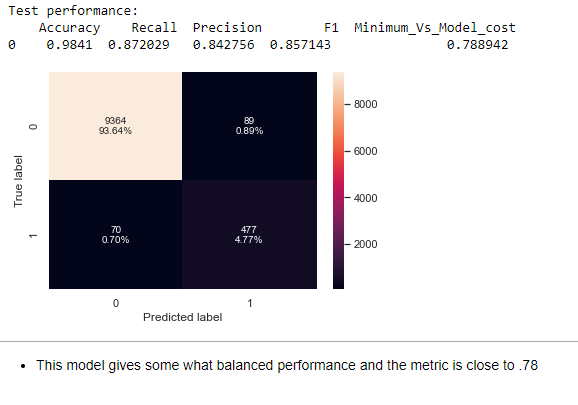 Test performance:
Accuracy Recall Precision F1 Minimum_Vs_Model_cost
0 0.9841 0.872029 0.842756 0.857143 0.788942
9364
93.64%
89
0.89%
70
0.70%
477
4.77%
0
1
True label
0 1
Predicted label
8000
6000
4000
2000
• This model gives some what balanced performance and the metric is close to .78